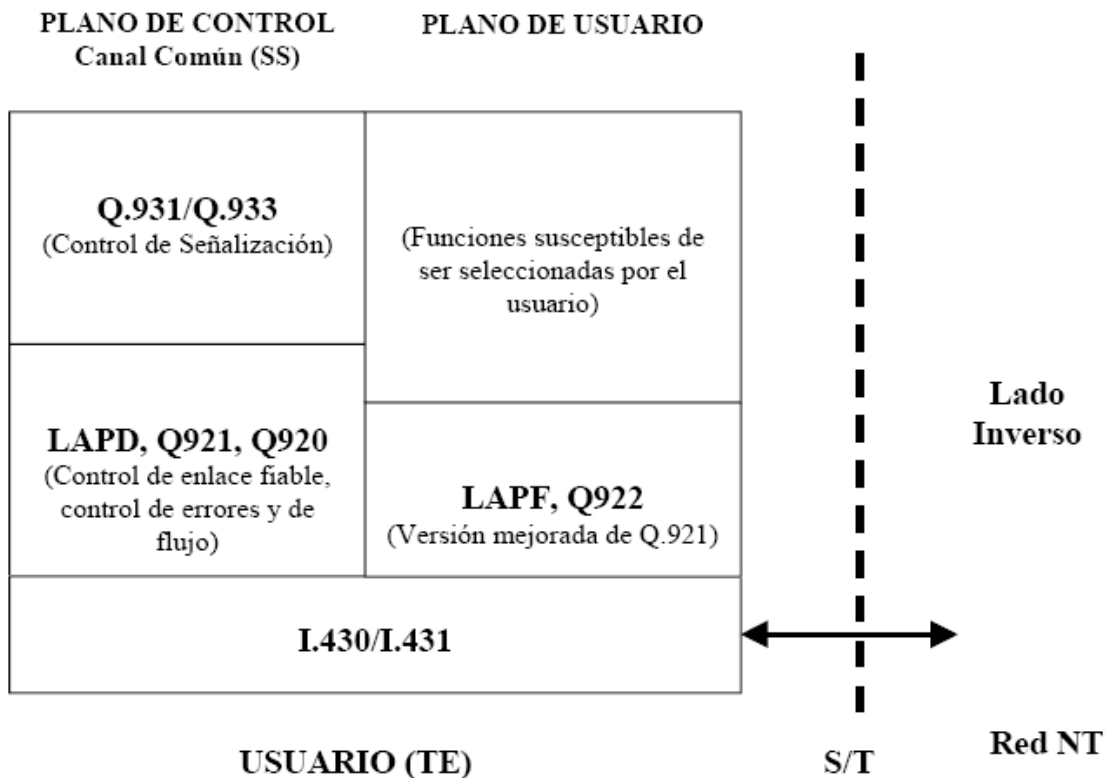 PLANO DE CONTROL
Canal Común (SS)
PLANO DE USUARIO
Q.931/Q.933
(Control de Señalización)
(Funciones susceptibles de
ser seleccionadas por el
usuario)
LAPD, Q921, Q920
(Control de enlace fiable,
control de errores y de
flujo)
LAPF, Q922
(Versión mejorada de Q.921)
Lado
Inverso
I.430/I.431
USUARIO (TE)
S/T
Red NT